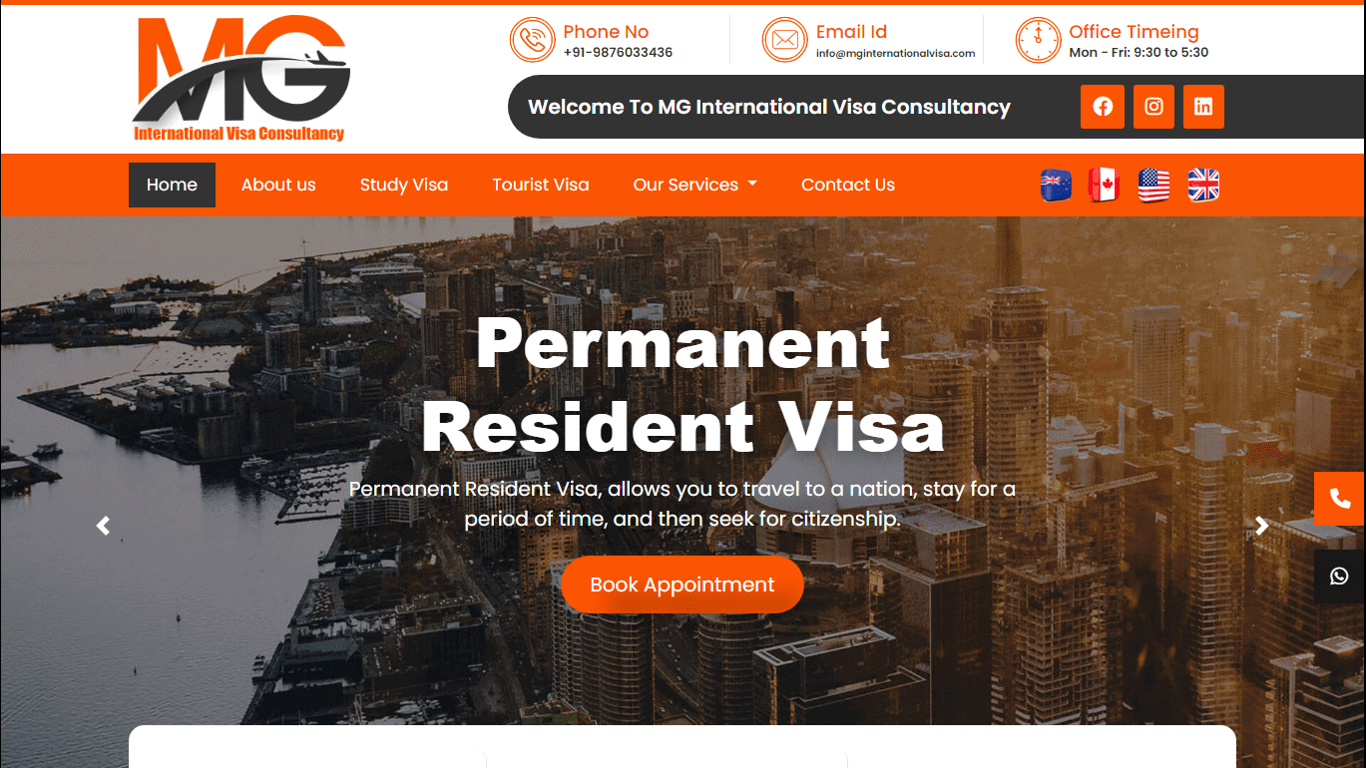 MG
International Visa Consultancy
Phone No
+91-9876033436
Email Id
info@mginternationalvisa.com
Office Timeing
Mon - Fri: 9:30 to 5:30
Welcome To MG International Visa Consultancy
Home
About us
Study Visa
Tourist Visa
Our Services
Contact Us
Permanent
Resident Visa
Permanent Resident Visa, allows you to travel to a nation, stay for a
period of time, and then seek for citizenship.
Book Appointment